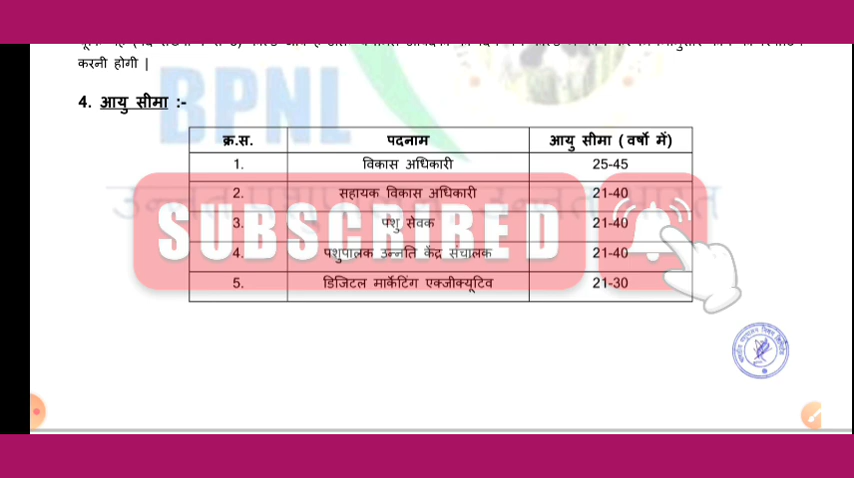 करनी होगी |
BPNL
4. आयु सीमा :-
क्र.स. पदनाम आयु सीमा (वर्षो में)
1. विकास अधिकारी 25-45
2. सहायक विकास अधिकारी 21-40
3. पशु सेवक 21-40
4. पशुपालक उन्नति केंद्र संचालक 21-40
5. डिजिटल मार्केटिंग एक्जीक्यूटिव 21-30
SUBSCRIBED